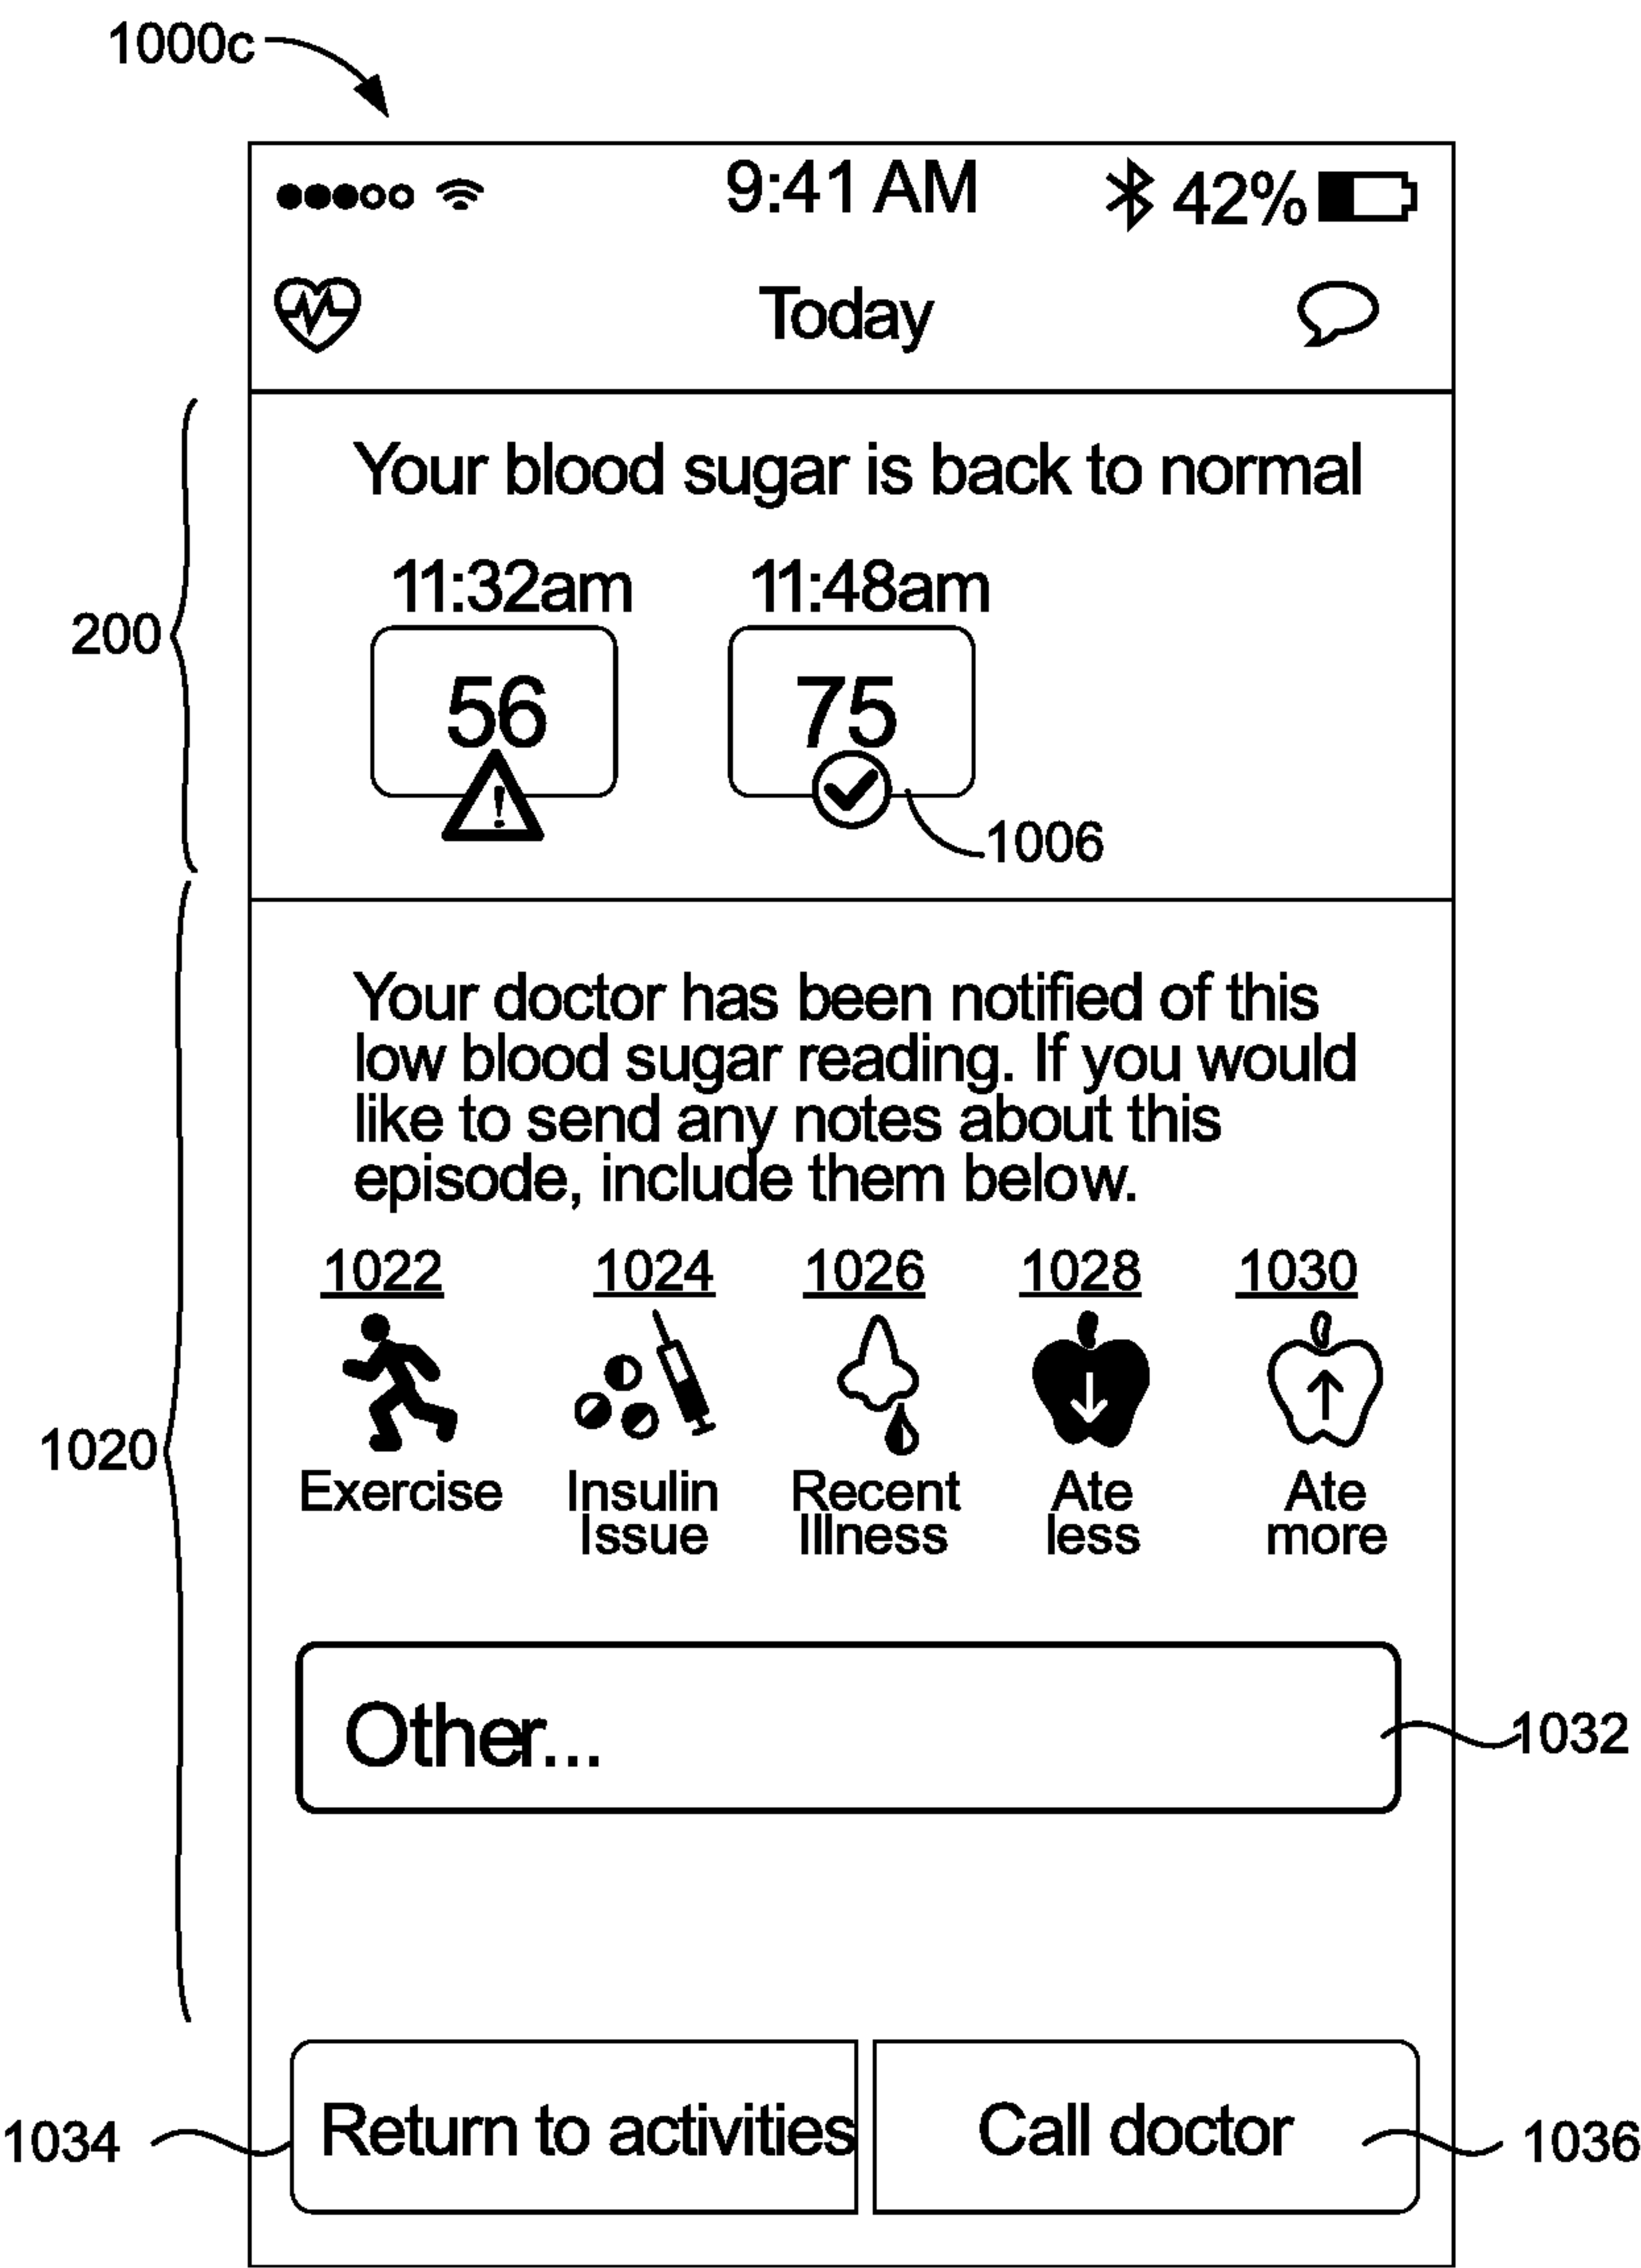 1000c
9:41 AM
42%
Today
Your blood sugar is back to normal
11:32am 11:48am
200
56 75
!
1006
Your doctor has been notified of this
low blood sugar reading. If you would
like to send any notes about this
episode, include them below.
1022 1024 1026 1028 1030
1020
Exercise Insulin Recent Ate Ate
Issue Illness less more
Other...
1032
Return to activities Call doctor
1034 1036